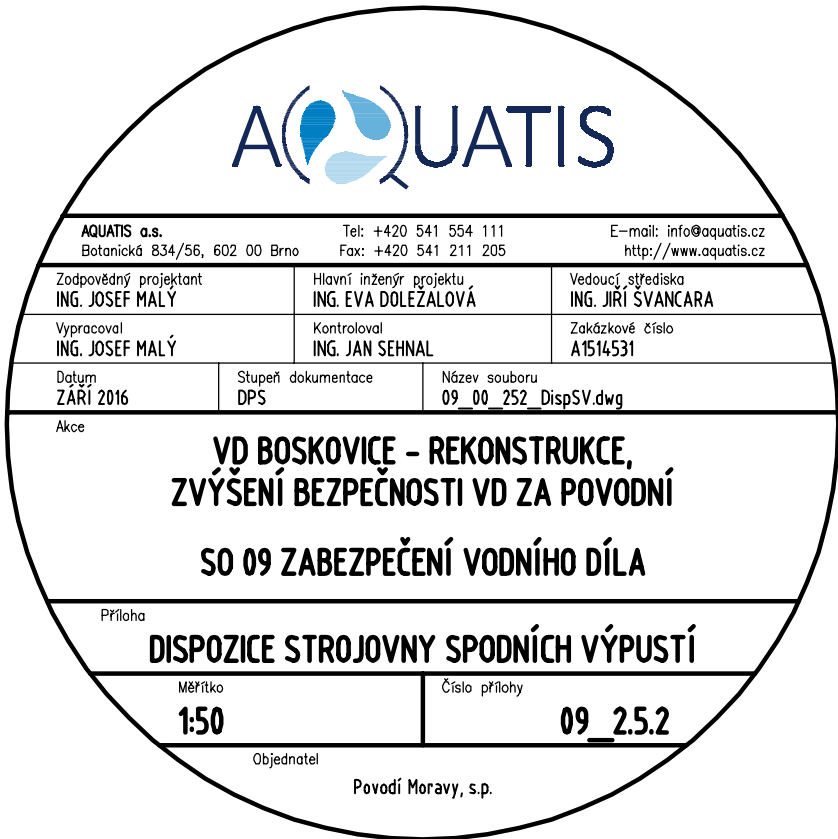 AQUATIS
AQUATIS a.s. Tel: +420 541 554 111 E-mail: info@aquatis.cz
Botanická 834/56, 602 00 Brno Fax: +420 541 211 205 http://www.aquatis.cz
Zodpovědný projektant Hlavní inženýr projektu Vedoucí střediska
ING. JOSEF MALÝ ING. EVA DOLEŽALOVÁ ING. JIŘÍ ŠVANCARA
Vypracoval Kontroloval Zakázkové číslo
ING. JOSEF MALÝ ING. JAN SEHNAL A1514531
Datum Stupeň dokumentace Název souboru
ZÁŘÍ 2016 DPS 09_00_252_DispSV.dwg
Akce
VD BOSKOVICE - REKONSTRUKCE,
ZVÝŠENÍ BEZPEČNOSTI VD ZA POVODNÍ
SO 09 ZABEZPEČENÍ VODNÍHO DÍLA
Příloha
DISPOZICE STROJOVNY SPODNÍCH VÝPUSTÍ
Měřítko Číslo přílohy
1:50 09_2.5.2
Objednatel
Povodí Moravy, s.p.